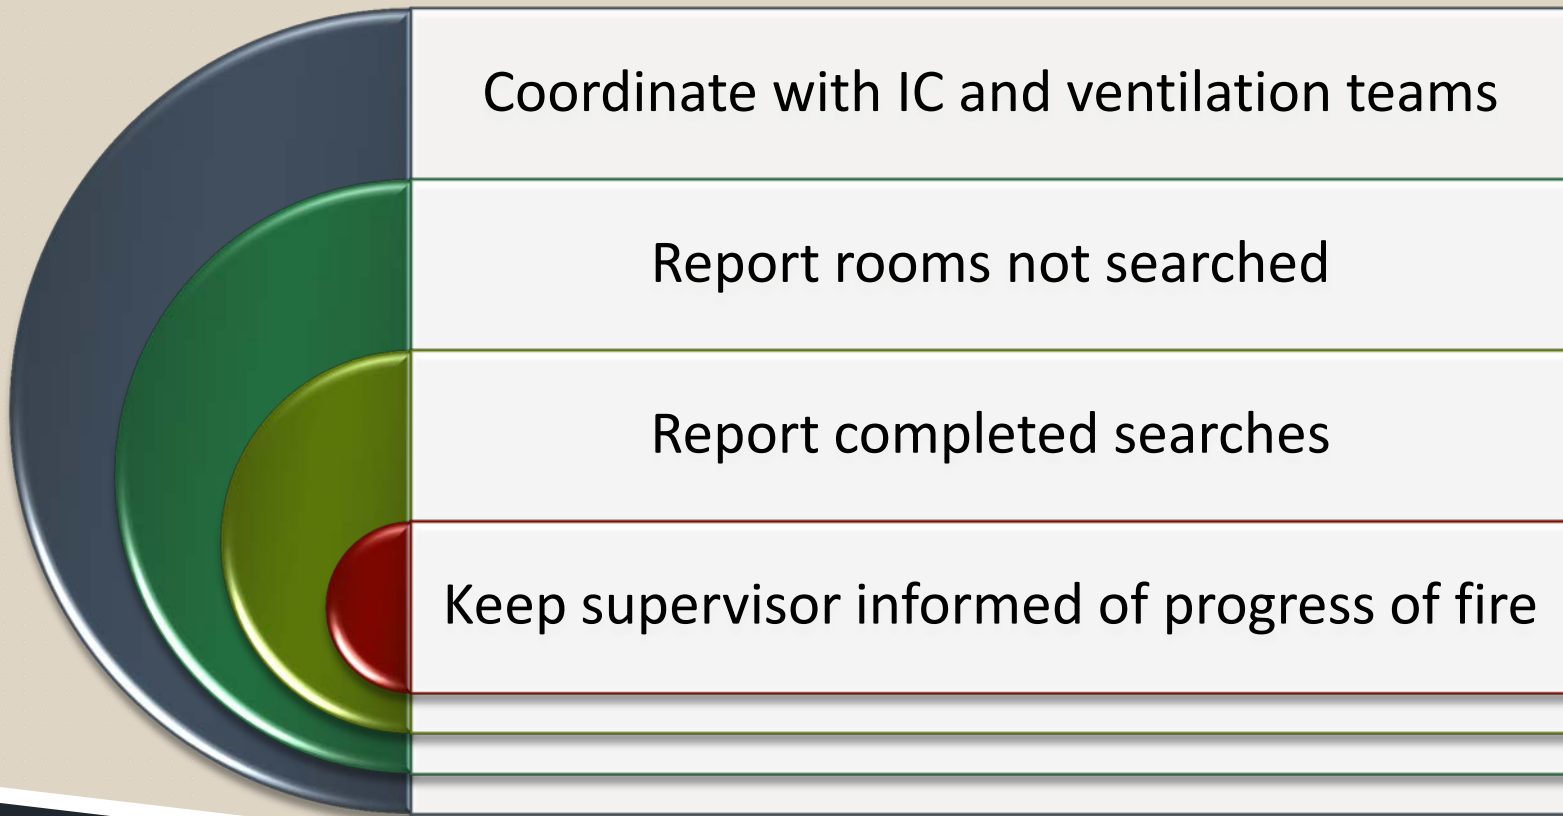 Coordinate with IC and ventilation teams
Report rooms not searched
Report completed searches
Keep supervisor informed of progress of fire